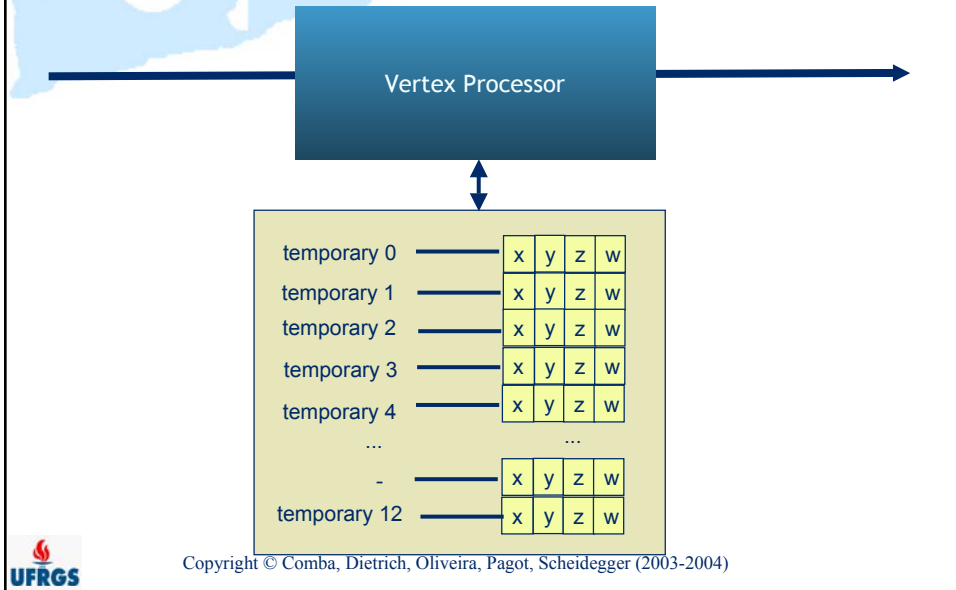 Vertex Processor
temporary 0 x y z w
temporary 1 x y z w
temporary 2 x y z w
temporary 3 x y z w
temporary 4 x y z w
... ...
- x y z w
temporary 12 x y z w
UFRGS
Copyright © Comba, Dietrich, Oliveira, Pagot, Scheidegger (2003-2004)